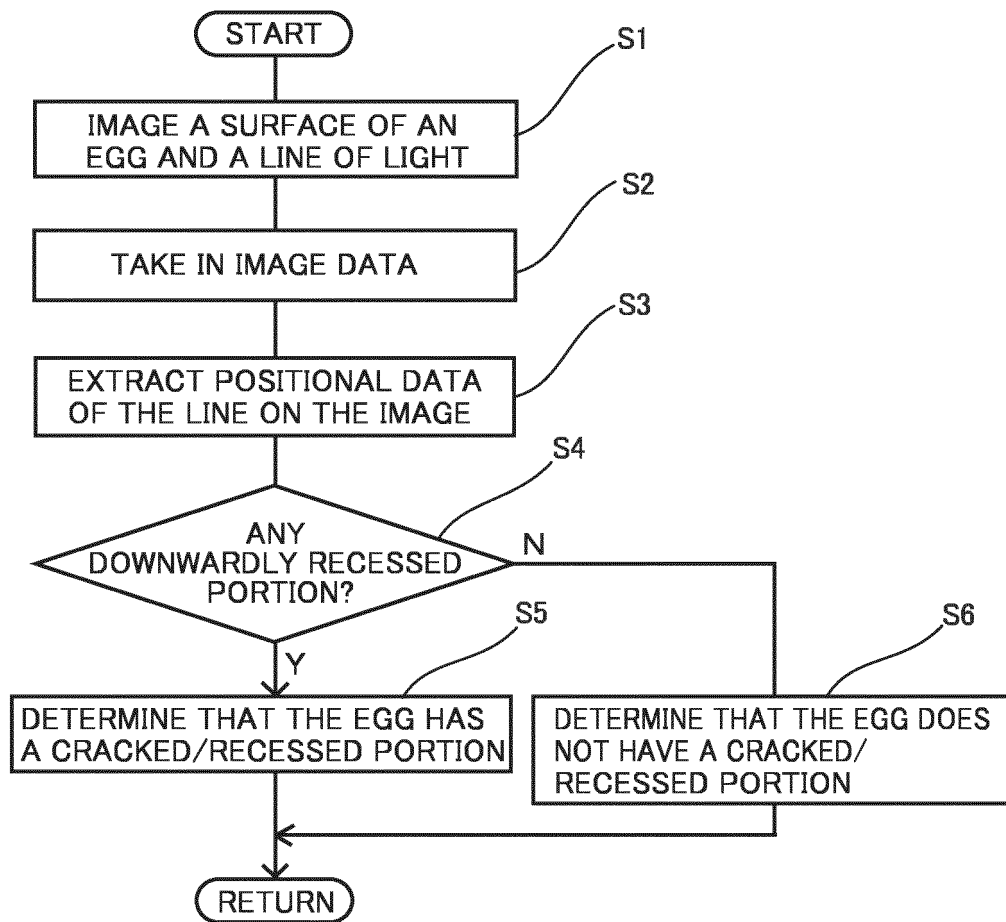 START
S1
IMAGE A SURFACE OF AN
EGG AND A LINE OF LIGHT
S2
TAKE IN IMAGE DATA
S3
EXTRACT POSITIONAL DATA
OF THE LINE ON THE IMAGE
S4
ANY
DOWNWARDLY RECESSED
PORTION?
N
Y
S5
DETERMINE THAT THE EGG HAS
A CRACKED/RECESSED PORTION
S6
DETERMINE THAT THE EGG DOES
NOT HAVE A CRACKED/
RECESSED PORTION
RETURN